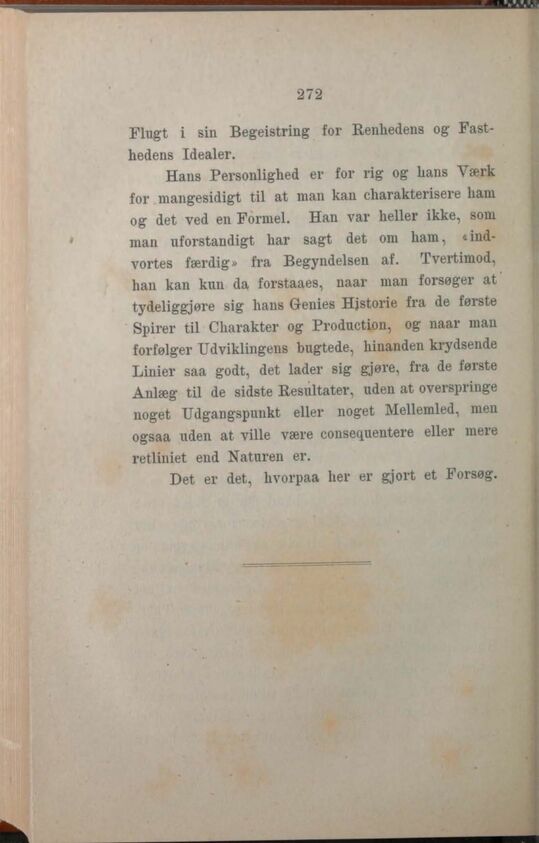 272
Flugt i sin Begeistring for Renhedens og Fast-
hedens Idealer.
Hans Personlighed er for rig og hans Værk
for mangesidigt til at man kan charakterisere ham
og det ved en Formel. Han var heller ikke, som
man uforstandigt har sagt det om ham, «ind-
vortes færdig» fra Begyndelsen af. Tvertimod,
han kan kun da forstaaes, naar man forsøger at
tydeliggjøre sig hans Genies Historie fra de første
Spirer til Charakter og Production, og naar man
forfølger Udviklingens bugtede, hinanden krydsende
Linier saa godt, det lader sig gjøre, fra de første
Anlæg til de sidste Resultater, uden at overspringe
noget Udgangspunkt eller noget Mellemled, men
ogsaa uden at ville være consequentere eller mere
retliniet end Naturen er.
Det er det, hvorpaa her er gjort et Forsøg.